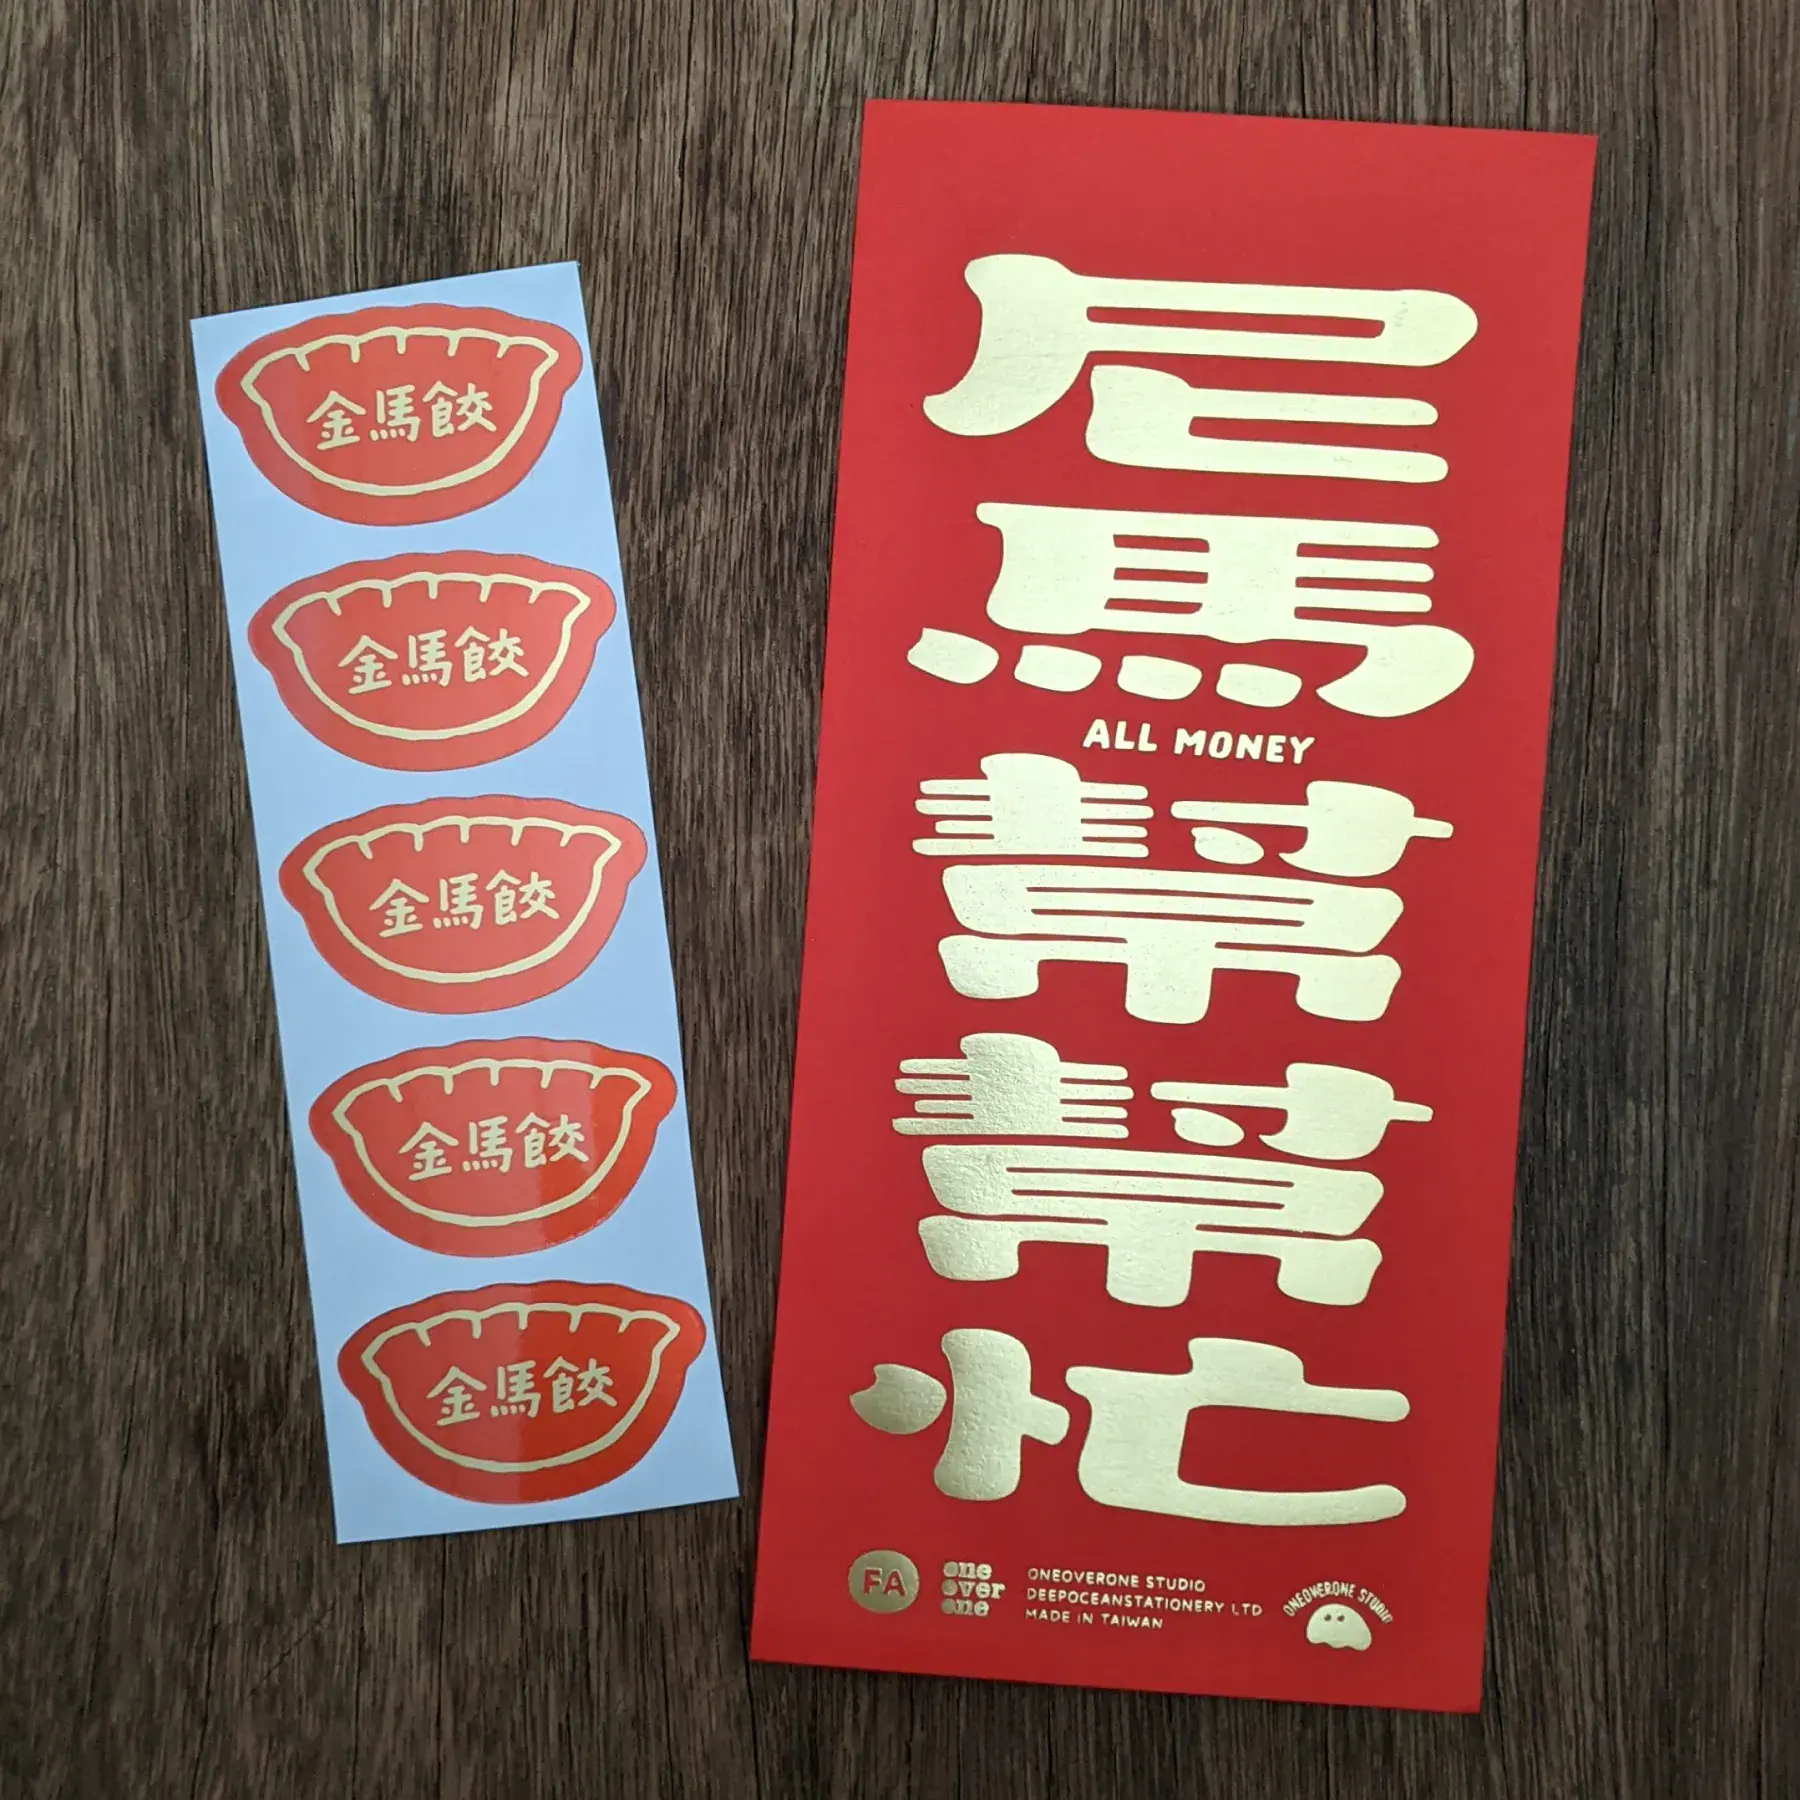 金馬餃
金馬餃
金馬餃
金馬餃
金馬餃
尼馬幫幫忙
ALL MONEY
FA
one
over
one
ONEOVERONE STUDIO
DEEPOCEANSTATIONERY LTD
MADE IN TAIWAN
ONEOVERONE STUDIO